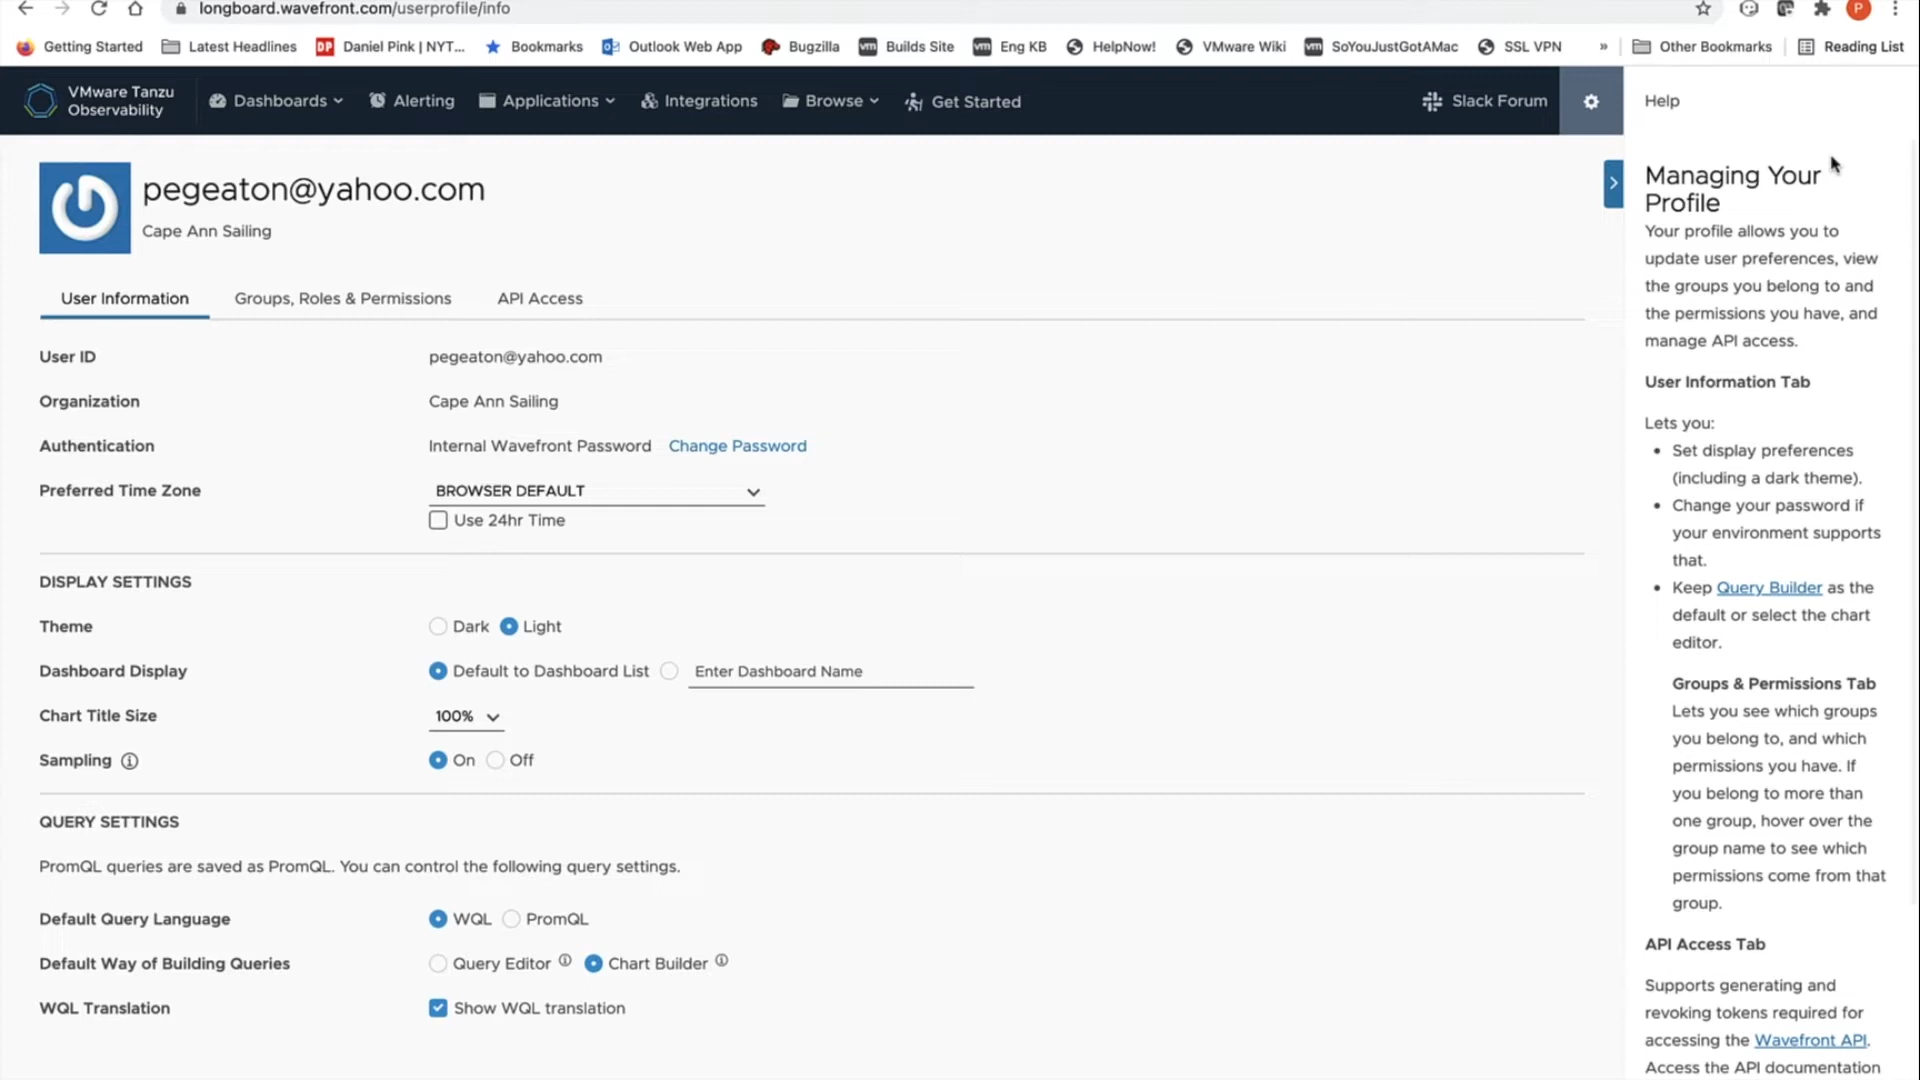 longboard.wavefront.com/userprofile/info
P
Getting Started Latest Headlines DP Daniel Pink | NYT... Bookmarks Outlook Web App Bugzilla vm Builds Site vm Eng KB HelpNow! VMware Wiki vm SoYouJustGotAMac SSL VPN » Other Bookmarks Reading List
VMware Tanzu
Observability
Dashboards Alerting Applications Integrations Browse Get Started Slack Forum
Help
pegeaton@yahoo.com
Cape Ann Sailing
User Information Groups, Roles & Permissions API Access
User ID pegeaton@yahoo.com
Organization Cape Ann Sailing
Authentication Internal Wavefront Password Change Password
Preferred Time Zone BROWSER DEFAULT
Use 24hr Time
DISPLAY SETTINGS
Theme Dark Light
Dashboard Display Default to Dashboard List Enter Dashboard Name
Chart Title Size 100%
Sampling On Off
QUERY SETTINGS
PromQL queries are saved as PromQL. You can control the following query settings.
Default Query Language WQL PromQL
Default Way of Building Queries Query Editor Chart Builder
WQL Translation Show WQL translation
Managing Your
Profile
Your profile allows you to
update user preferences, view
the groups you belong to and
the permissions you have, and
manage API access.
User Information Tab
Lets you:
• Set display preferences
(including a dark theme).
• Change your password if
your environment supports
that.
• Keep Query Builder as the
default or select the chart
editor.
Groups & Permissions Tab
Lets you see which groups
you belong to, and which
permissions you have. If
you belong to more than
one group, hover over the
group name to see which
permissions come from that
group.
API Access Tab
Supports generating and
revoking tokens required for
accessing the Wavefront API.
Access the API documentation